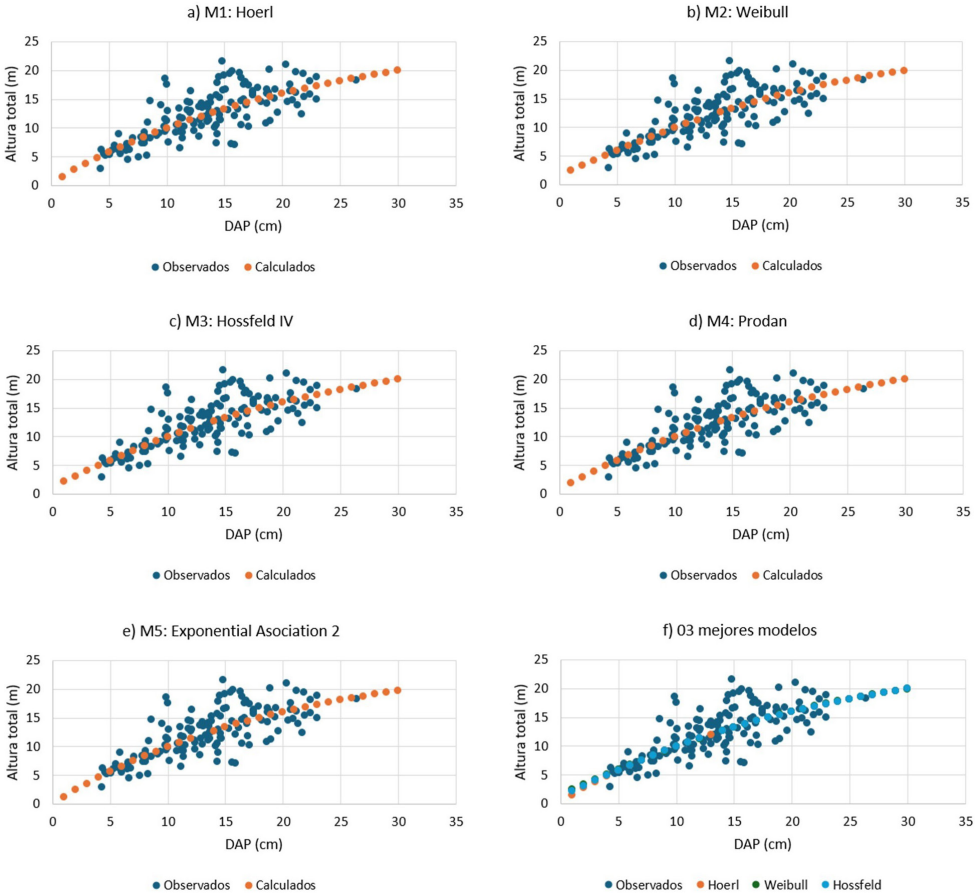 a) M1: Hoerl
Altura total (m)
25
20
15
10
5
0
0 5 10 15 20 25 30 35
DAP (cm)
Observados Calculados
b) M2: Weibull
Altura total (m)
25
20
15
10
5
0
0 5 10 15 20 25 30 35
DAP (cm)
Observados Calculados
c) M3: Hossfeld IV
Altura total (m)
25
20
15
10
5
0
0 5 10 15 20 25 30 35
DAP (cm)
Observados Calculados
d) M4: Prodan
Altura total (m)
25
20
15
10
5
0
0 5 10 15 20 25 30 35
DAP (cm)
Observados Calculados
e) M5: Exponential Asociation 2
Altura total (m)
25
20
15
10
5
0
0 5 10 15 20 25 30 35
DAP (cm)
Observados Calculados
f) 03 mejores modelos
Altura total (m)
25
20
15
10
5
0
0 5 10 15 20 25 30 35
DAP (cm)
Observados Hoerl Weibull Hossfeld